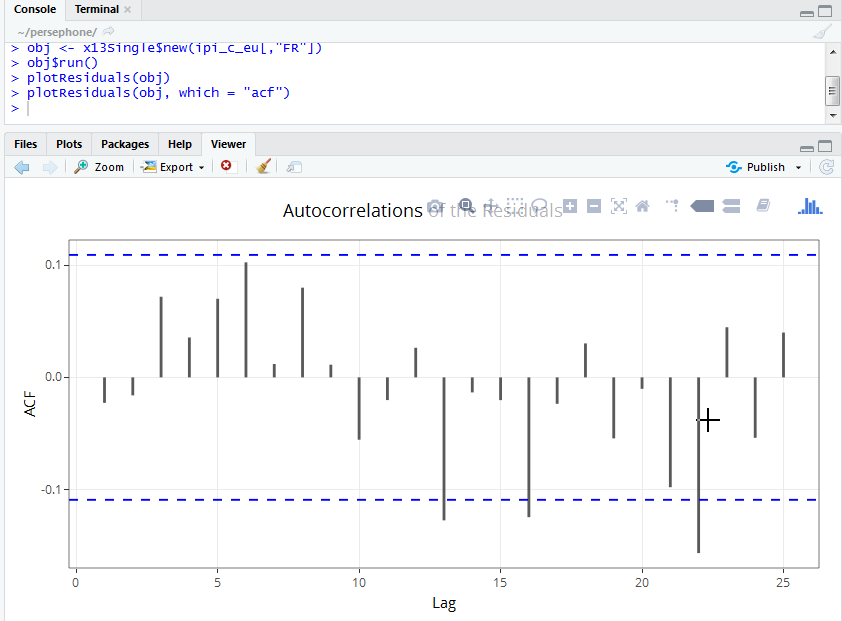 Console Terminal ×
~/persephone/
> obj <- x13Single$new(ipi_c_eu[,"FR"])
> obj$run()
> plotResiduals(obj)
> plotResiduals(obj, which = "acf")
>
Files Plots Packages Help Viewer
Zoom Export Publish
Autocorrelations of the Residuals
0.1
0.0
-0.1
ACF
0 5 10 15 20 25
Lag